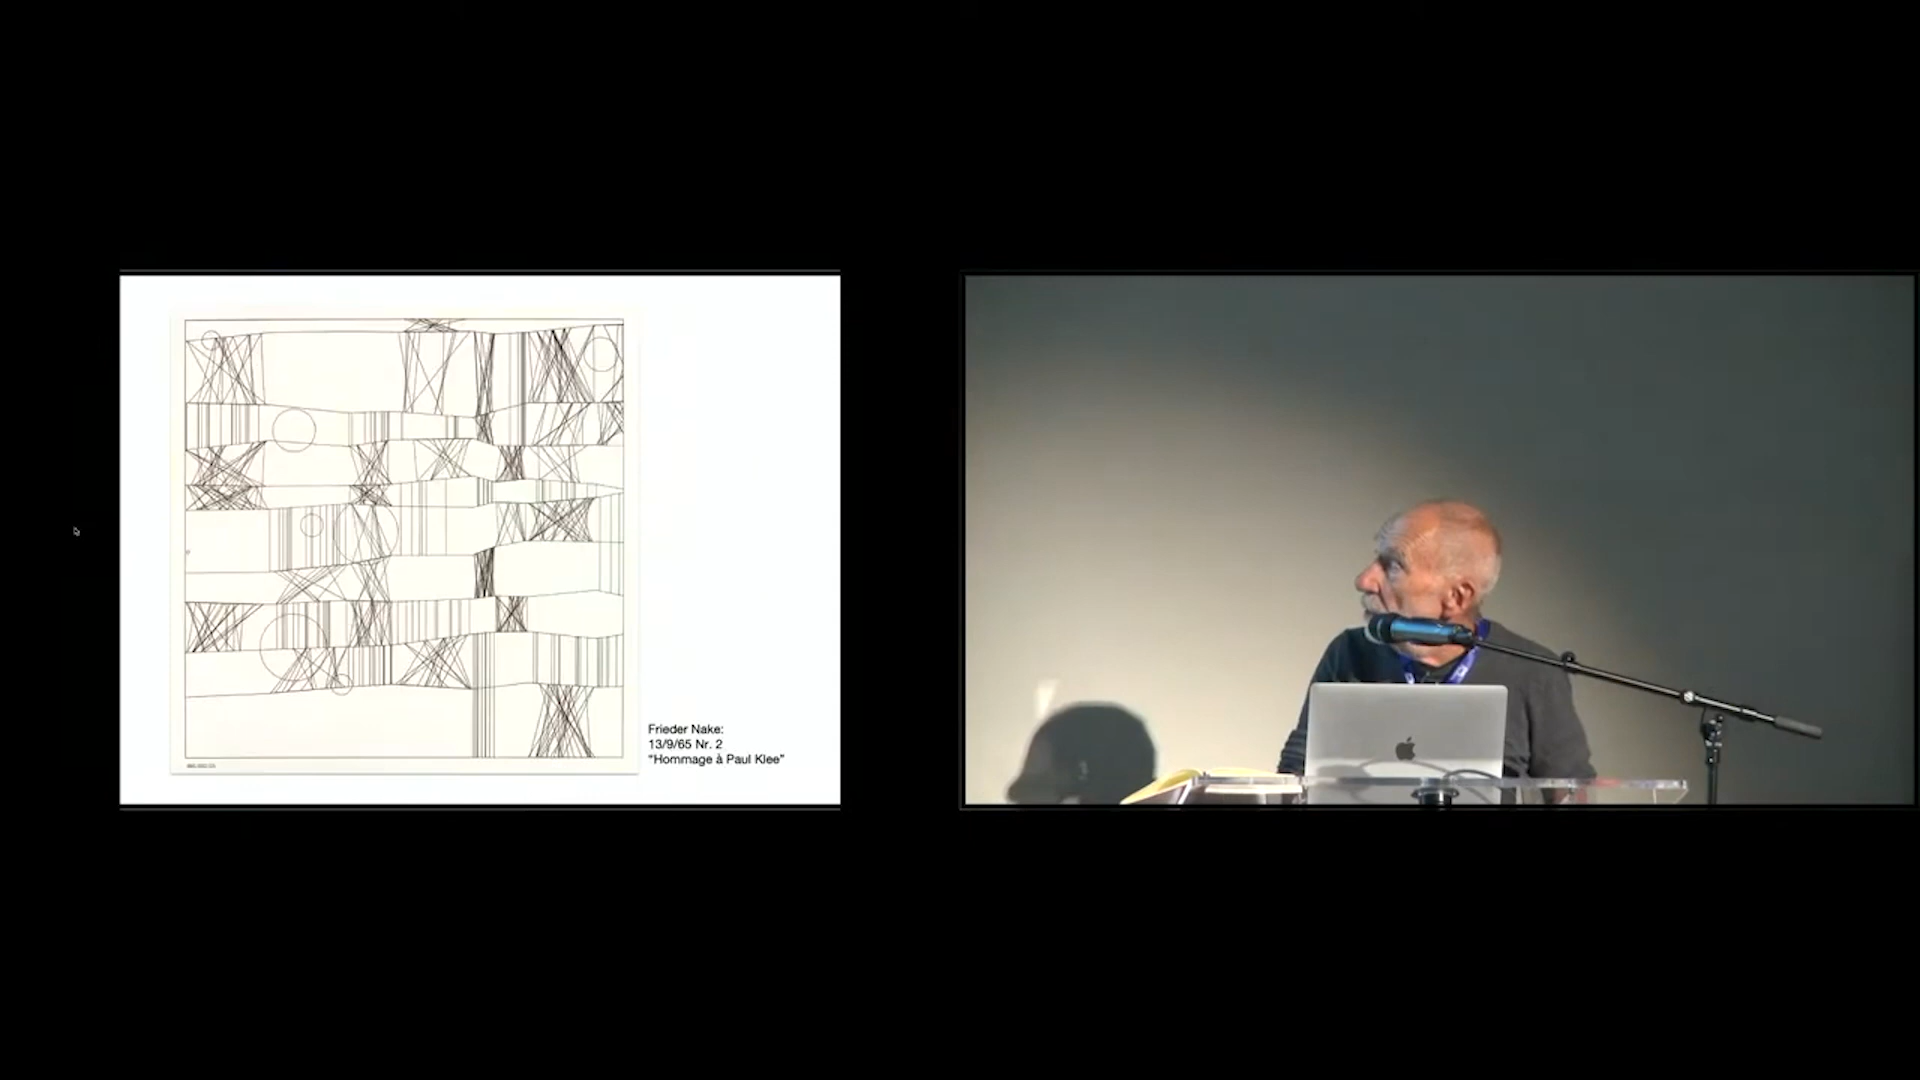 Frieder Nake:
13/9/65 Nr. 2
"Hommage à Paul Klee"